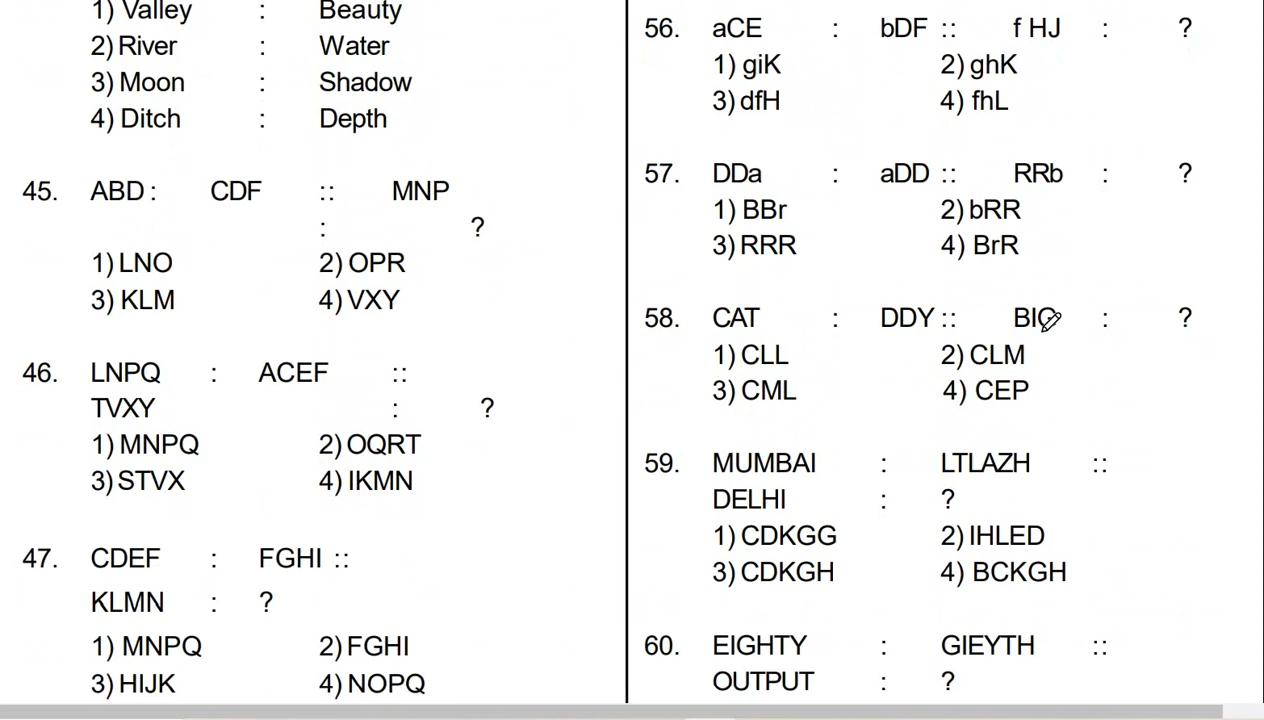 1) Valley : Beauty
2) River : Water
3) Moon : Shadow
4) Ditch : Depth
45. ABD : CDF :: MNP
: ?
1) LNO 2) OPR
3) KLM 4) VXY
46. LNPQ : ACEF ::
TVXY : ?
1) MNPQ 2) OQRT
3) STVX 4) IKMN
47. CDEF : FGHI ::
KLMN : ?
1) MNPQ 2) FGHI
3) HIJK 4) NOPQ
56. aCE : bDF :: f HJ : ?
1) giK 2) ghK
3) dfH 4) fhL
57. DDa : aDD :: RRb : ?
1) BBr 2) bRR
3) RRR 4) BrR
58. CAT : DDY :: : ?
1) CLL 2) CLM
3) CML 4) CEP
59. MUMBAI : LTLAZH ::
DELHI : ?
1) CDKGG 2) IHLED
3) CDKGH 4) BCKGH
60. EIGHTY : GIEYTH ::
OUTPUT : ?